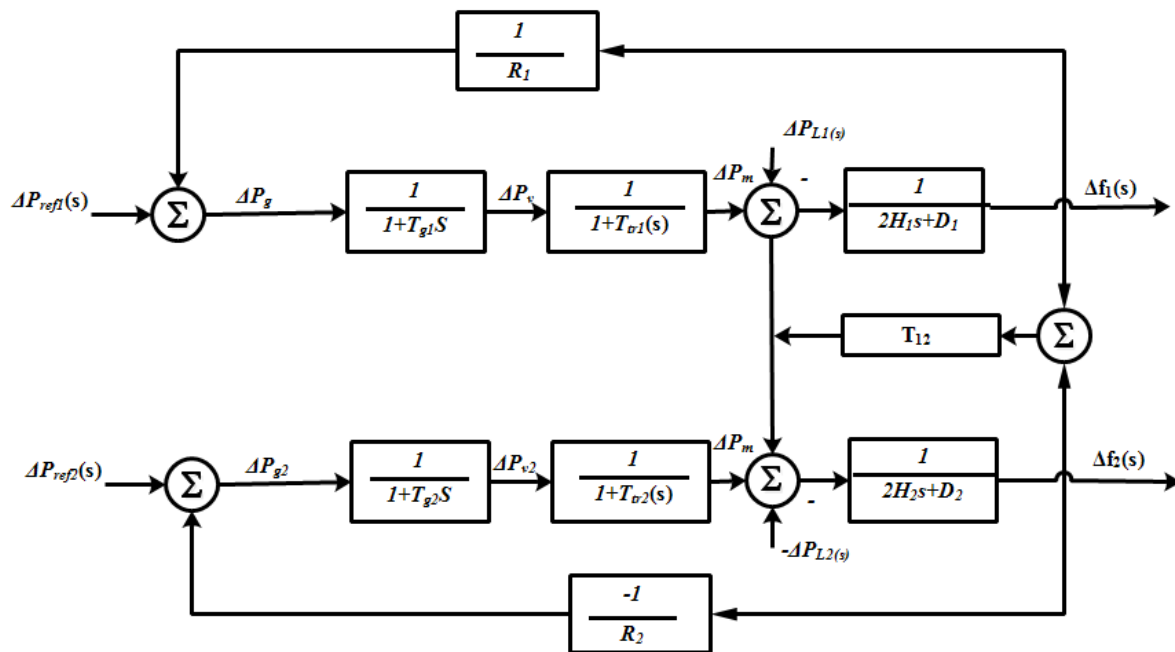 1
R1
ΔPL1(s)
ΔPref1(s)
Σ
ΔPg
1
1+Tg1S
ΔPv
1
1+Ttr1(s)
ΔPm
Σ
-
1
2H1s+D1
Δf1(s)
T12
Σ
ΔPref2(s)
Σ
ΔPg2
1
1+Tg2S
ΔPv2
1
1+Ttr2(s)
ΔPm
Σ
-
1
2H2s+D2
Δf2(s)
-ΔPL2(s)
-1
R2